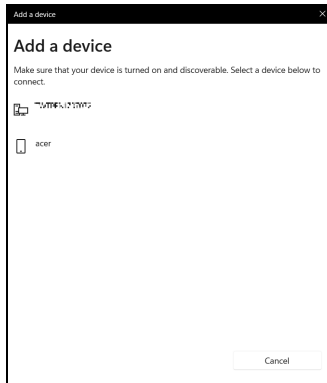 Add a device
Add a device
Make sure that your device is turned on and discoverable. Select a device below to
connect.
acer
Cancel